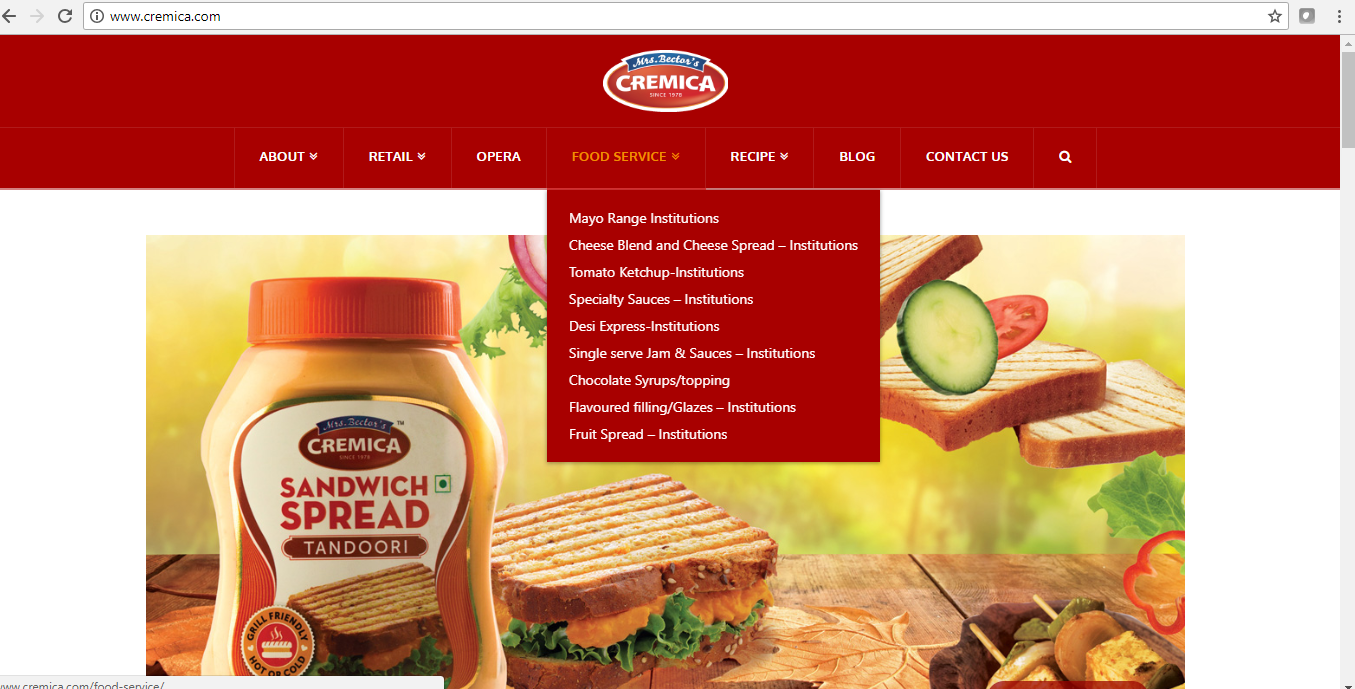 www.cremica.com
Mrs. Bector's
CREMICA
SINCE 1978
ABOUT
RETAIL
OPERA
FOOD SERVICE
RECIPE
BLOG
CONTACT US
Mayo Range Institutions
Cheese Blend and Cheese Spread – Institutions
Tomato Ketchup-Institutions
Specialty Sauces – Institutions
Desi Express-Institutions
Single serve Jam & Sauces – Institutions
Chocolate Syrups/topping
Flavoured filling/Glazes – Institutions
Fruit Spread – Institutions
Mrs. Bector's™
CREMICA
SINCE 1978
SANDWICH
SPREAD
TANDOORI
GRILL FRIENDLY
HOT OR COLD
www.cremica.com/food-service/